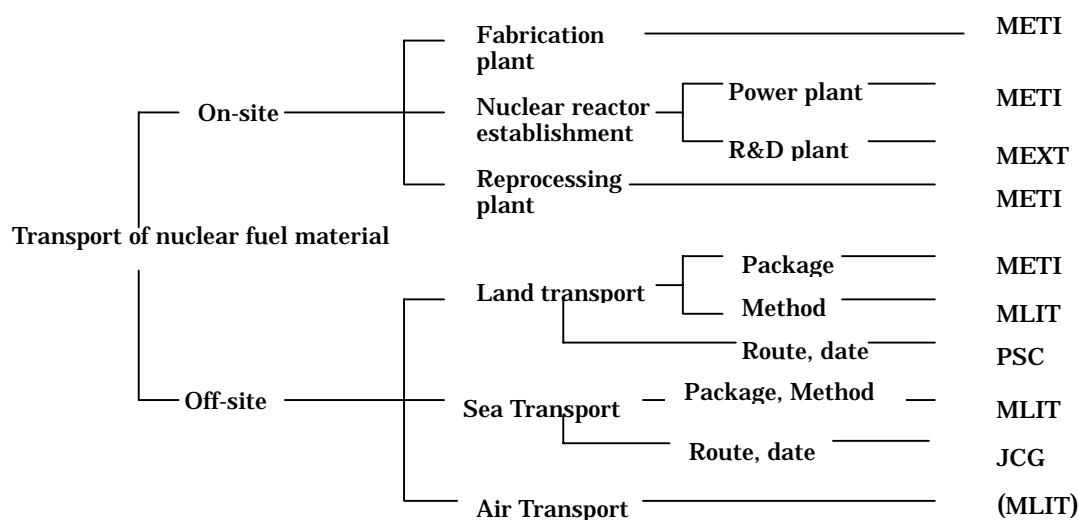 Fabrication
plant
METI
Nuclear reactor
establishment
Power plant
METI
R&D plant
MEXT
On-site
Reprocessing
plant
METI
Transport of nuclear fuel material
Land transport
Package
METI
Method
MLIT
Route, date
PSC
Off-site
Sea Transport
Package, Method
MLIT
Route, date
JCG
Air Transport
(MLIT)